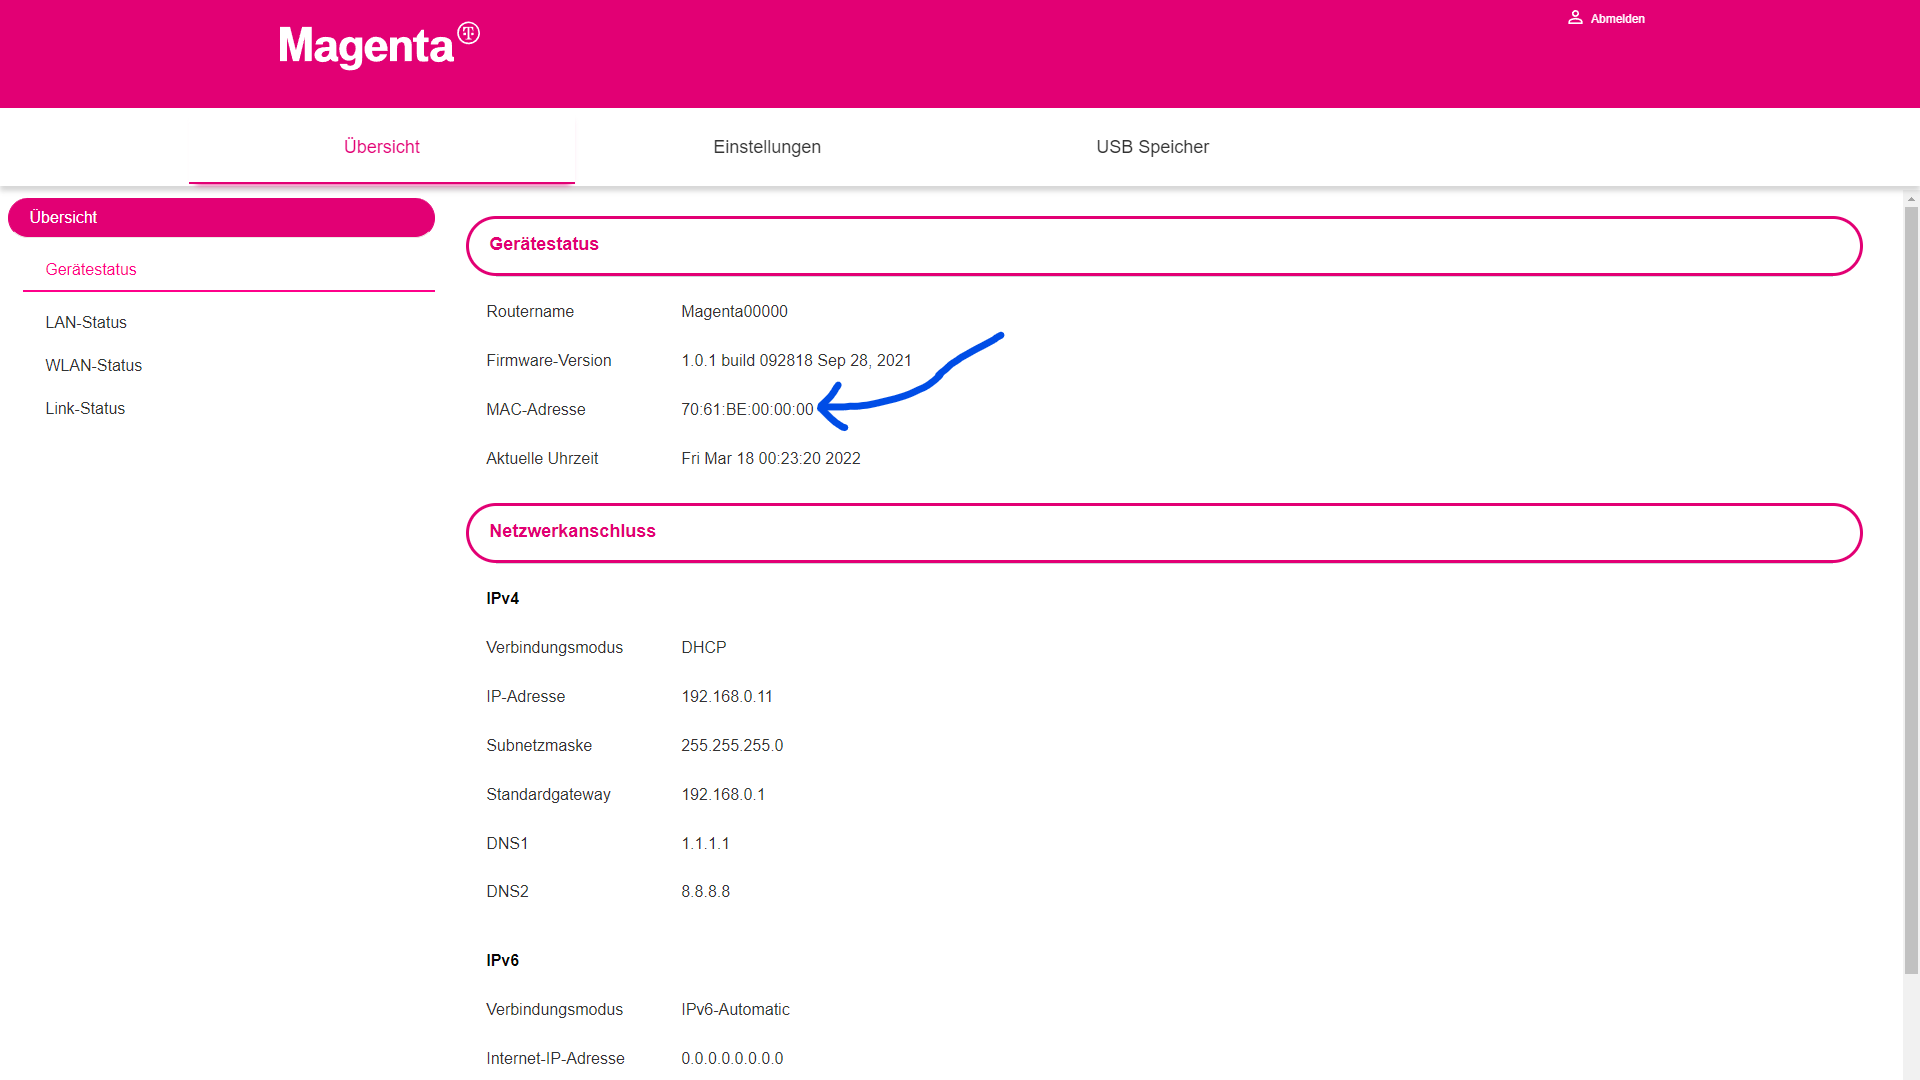 Magenta T
Abmelden
Übersicht Einstellungen USB Speicher
Übersicht
Gerätestatus
LAN-Status
WLAN-Status
Link-Status
Gerätestatus
Routername Magenta00000
Firmware-Version 1.0.1 build 092818 Sep 28, 2021
MAC-Adresse 70:61:BE:00:00:00
Aktuelle Uhrzeit Fri Mar 18 00:23:20 2022
Netzwerkanschluss
IPv4
Verbindungsmodus DHCP
IP-Adresse 192.168.0.11
Subnetzmaske 255.255.255.0
Standardgateway 192.168.0.1
DNS1 1.1.1.1
DNS2 8.8.8.8
IPv6
Verbindungsmodus IPv6-Automatic
Internet-IP-Adresse 0.0.0.0.0.0.0.0